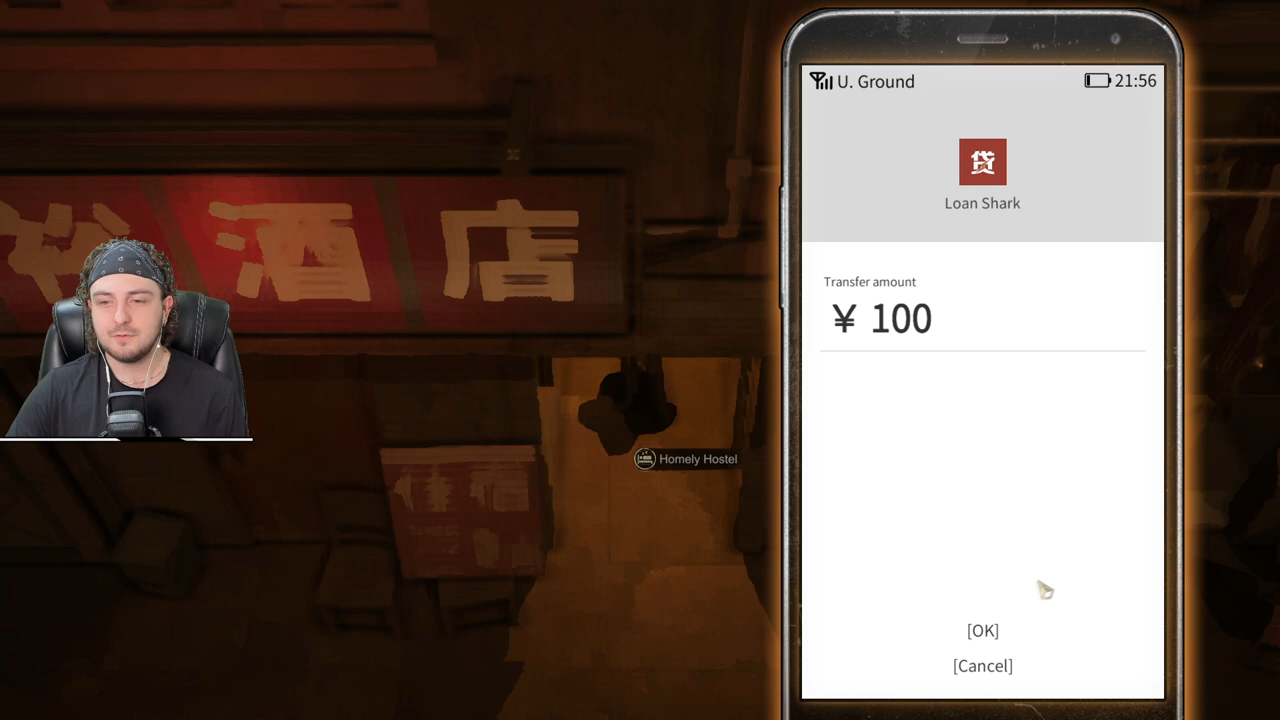 酒店
U. Ground
21:56
贷
Loan Shark
Transfer amount
¥ 100
Homely Hostel
[OK]
[Cancel]